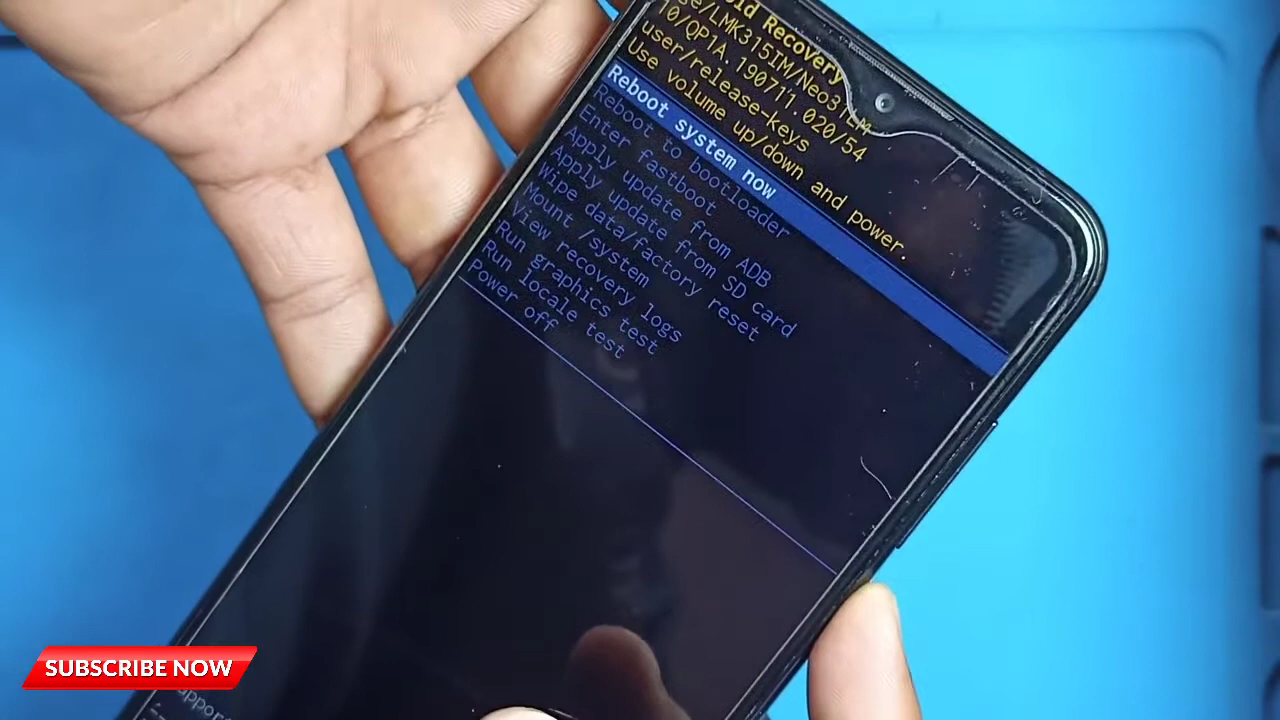 Recovery
/LMK315IM/Neo3
10/QP1A.190711.020/54
user/release-keys
Use volume up/down and power.
Reboot system now
Reboot to bootloader
Enter fastboot
Apply update from ADB
Apply update from SD card
Wipe data/factory reset
Mount /system
View recovery logs
Run graphics test
Run locale test
Power off
SUBSCRIBE NOW